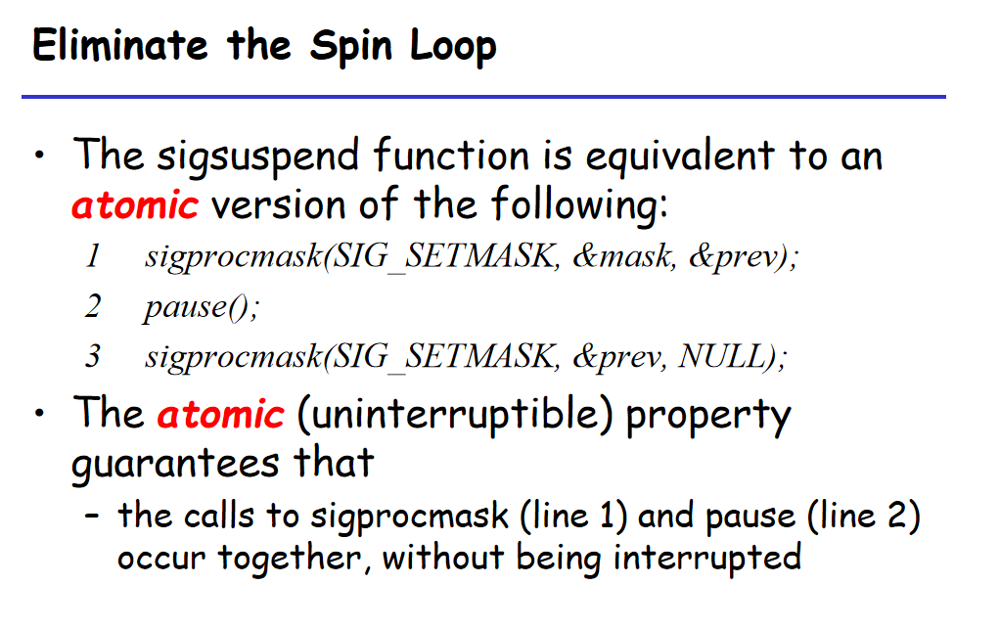 Eliminate the Spin Loop
• The sigsuspend function is equivalent to an
atomic version of the following:
1 sigprocmask(SIG_SETMASK, &mask, &prev);
2 pause();
3 sigprocmask(SIG_SETMASK, &prev, NULL);
• The atomic (uninterruptible) property
guarantees that
– the calls to sigprocmask (line 1) and pause (line 2)
occur together, without being interrupted